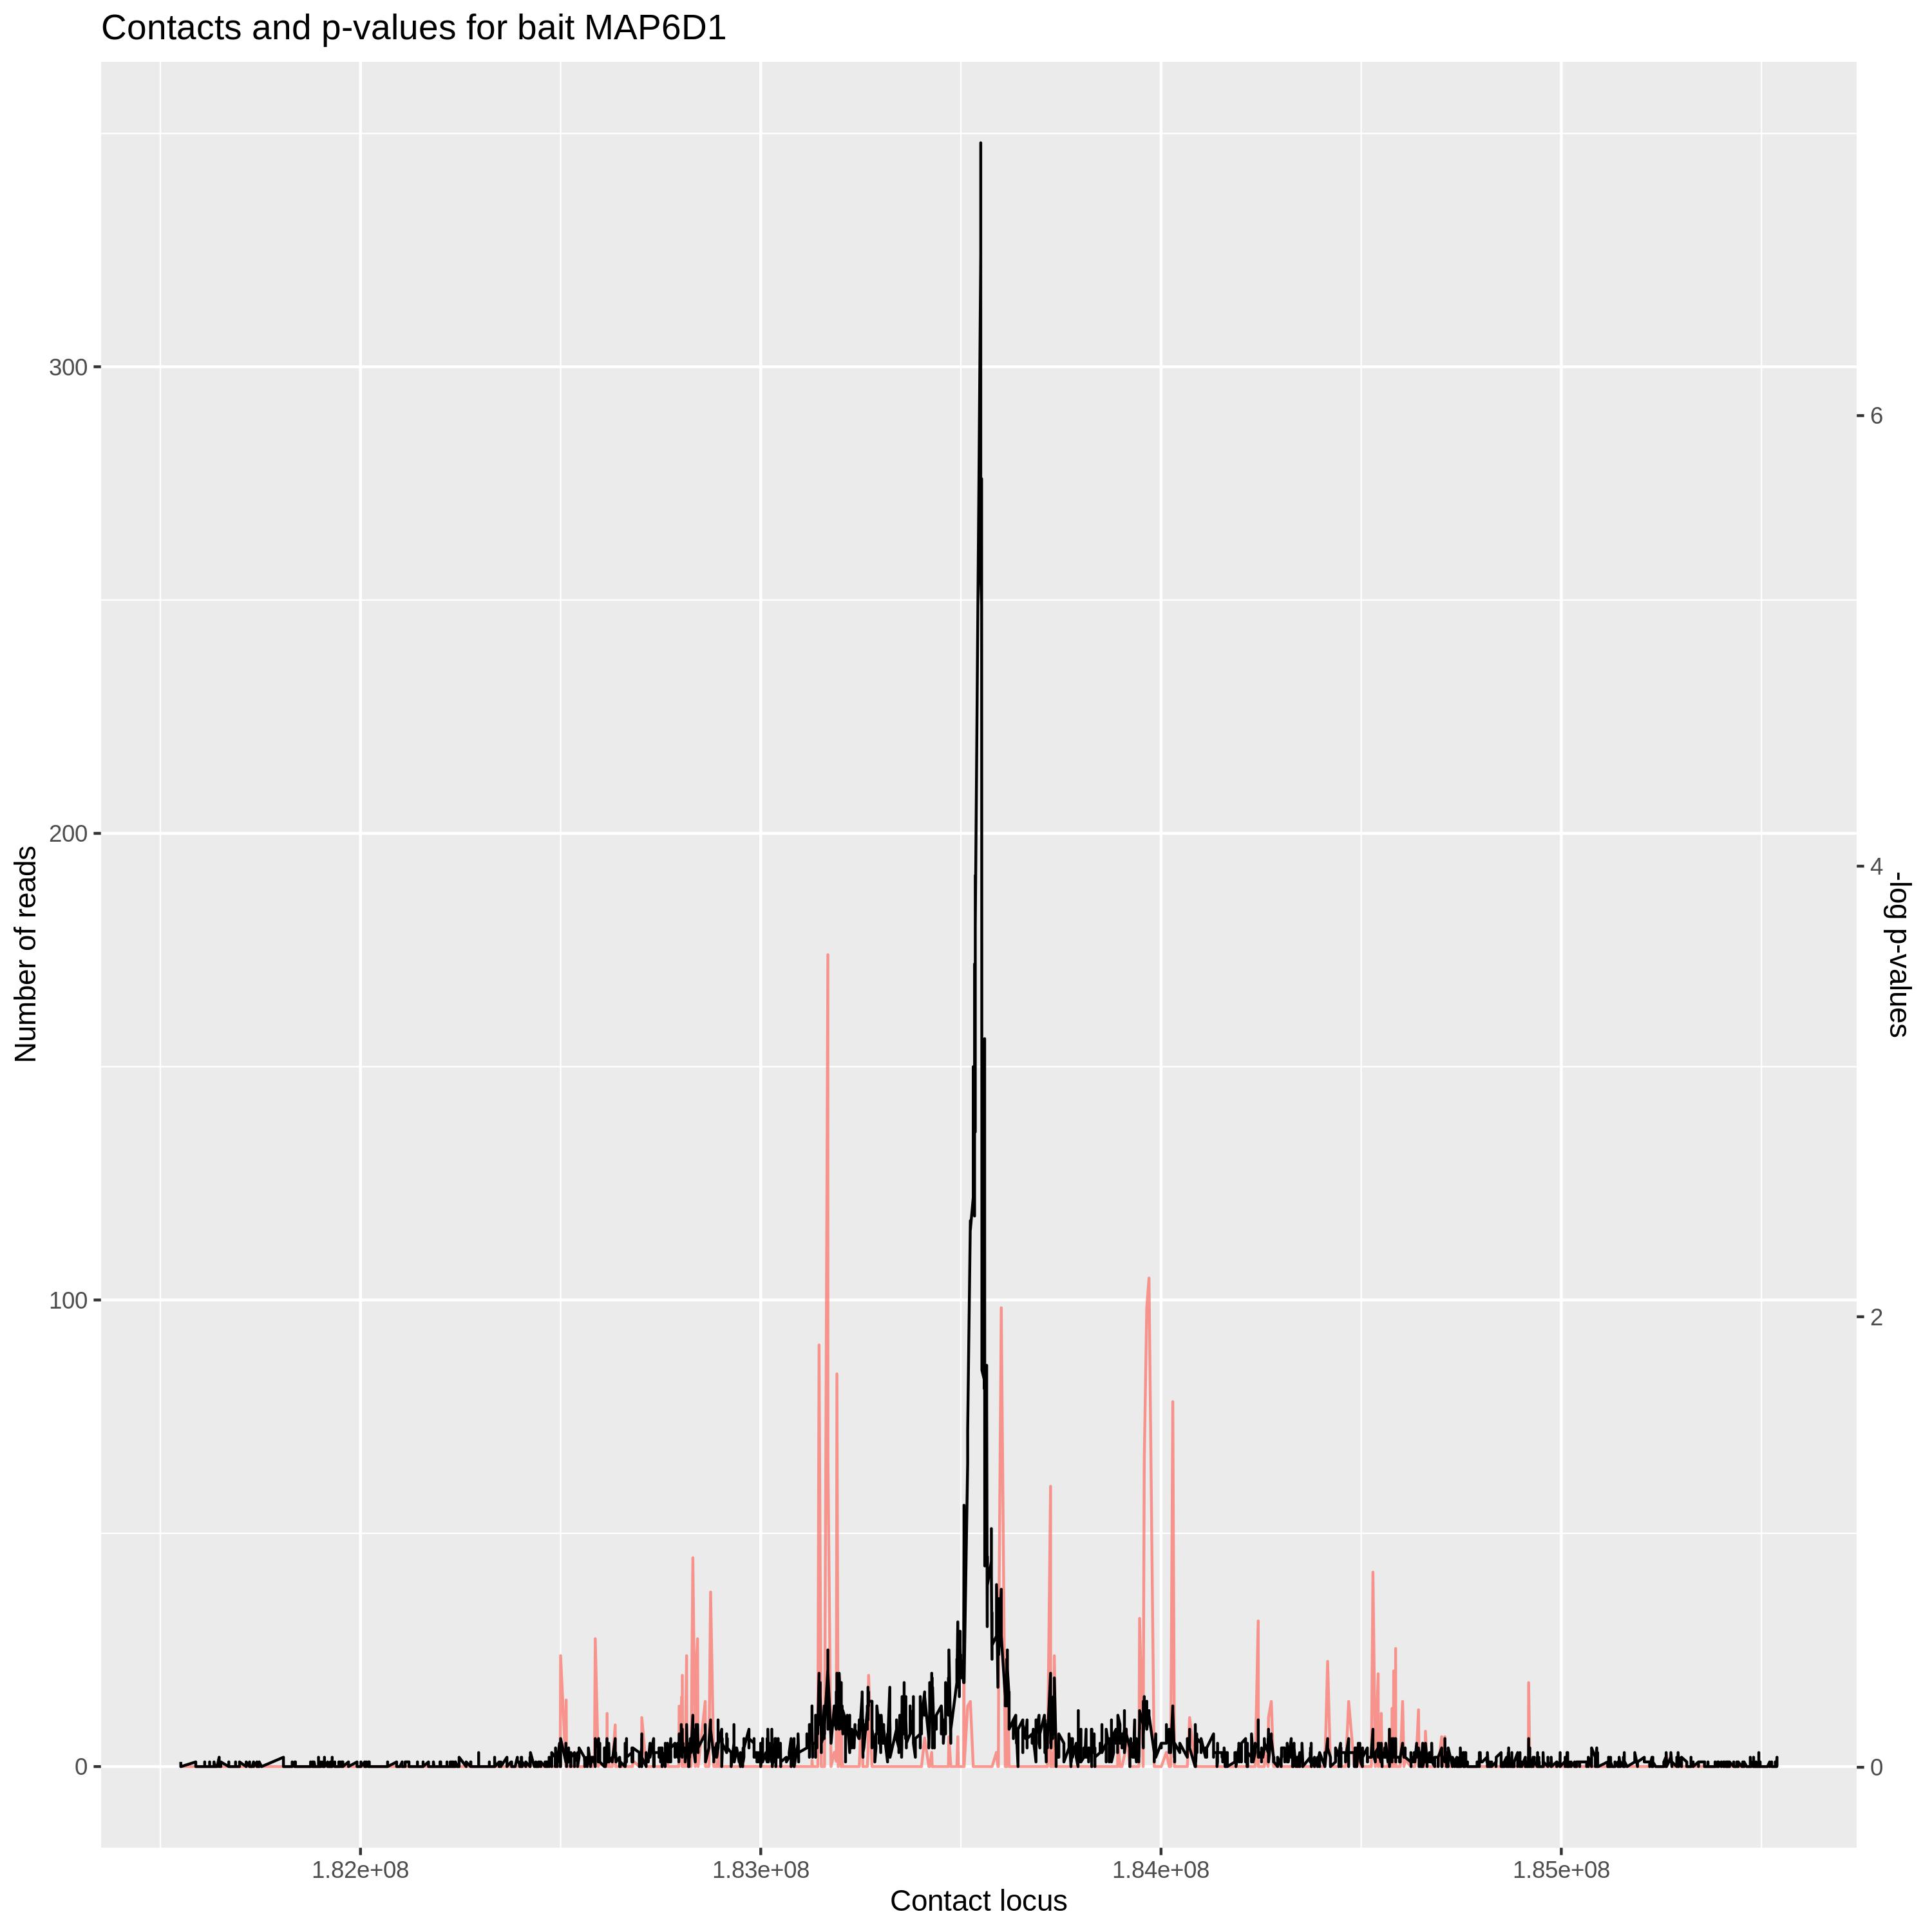 Contacts and p-values for bait MAP6D1
Number of reads
300
200
100
0
6
4
2
0
-log p-values
1.82e+08
1.83e+08
1.84e+08
1.85e+08
Contact locus